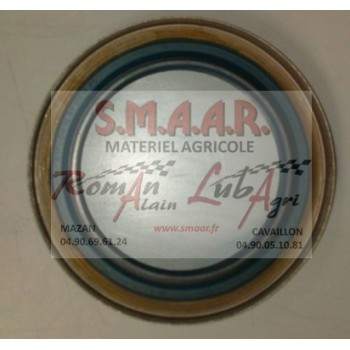 S.M.A.A.R.
MATERIEL AGRICOLE
Roman Alain LubAgri
MAZAN CAVAILLON
04.90.69.61.24 www.smaar.fr 04.90.05.10.81